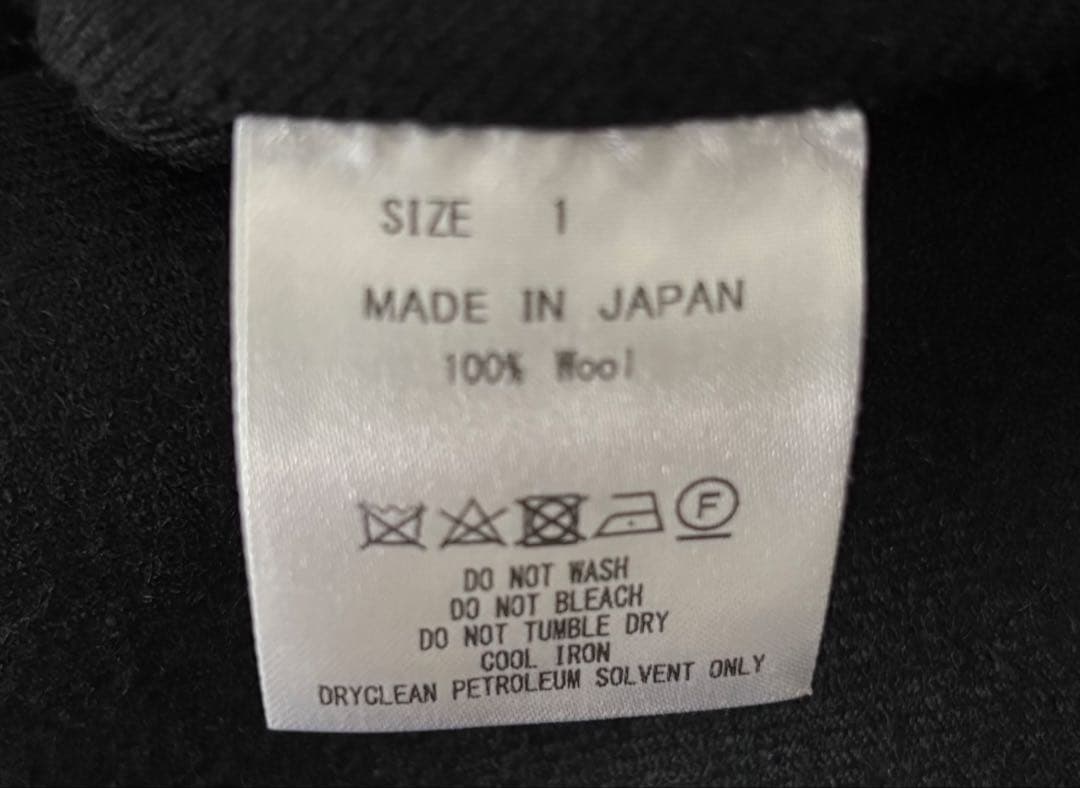 SIZE 1
MADE IN JAPAN
100% Wool
F
DO NOT WASH
DO NOT BLEACH
DO NOT TUMBLE DRY
COOL IRON
DRYCLEAN PETROLEUM SOLVENT ONLY